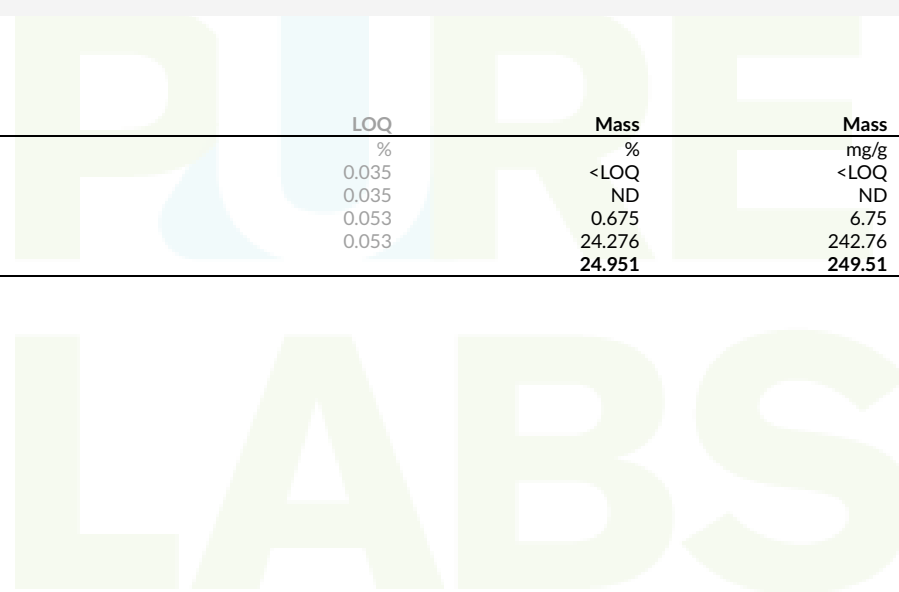 PURE
LOQ Mass Mass
% % mg/g
0.035 <LOQ <LOQ
0.035 ND ND
0.053 0.675 6.75
0.053 24.276 242.76
24.951 249.51
LABS